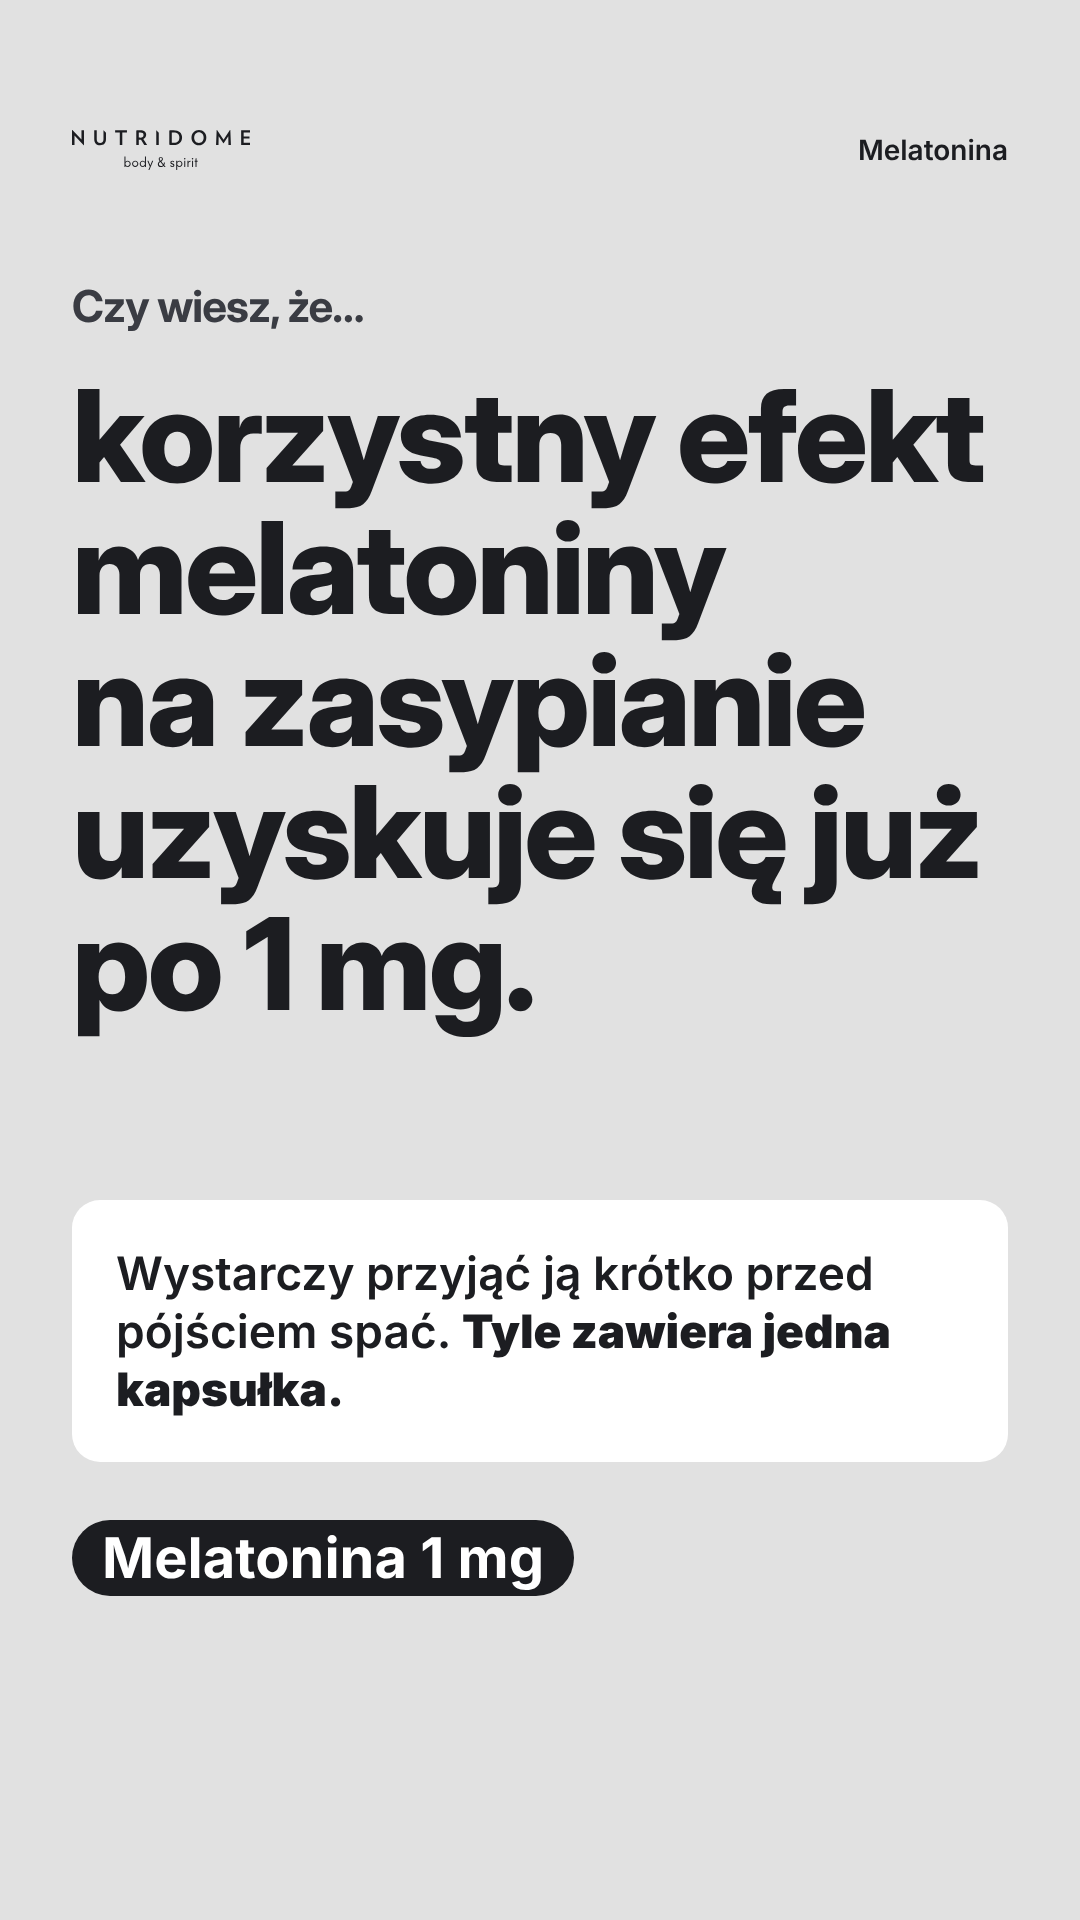 NUTRIDOME
body & spirit
Melatonina
Czy wiesz, że...
korzystny efekt
melatoniny
na zasypianie
uzyskuje się już
po 1 mg.
Wystarczy przyjąć ją krótko przed
pójściem spać. Tyle zawiera jedna
kapsułka.
Melatonina 1 mg